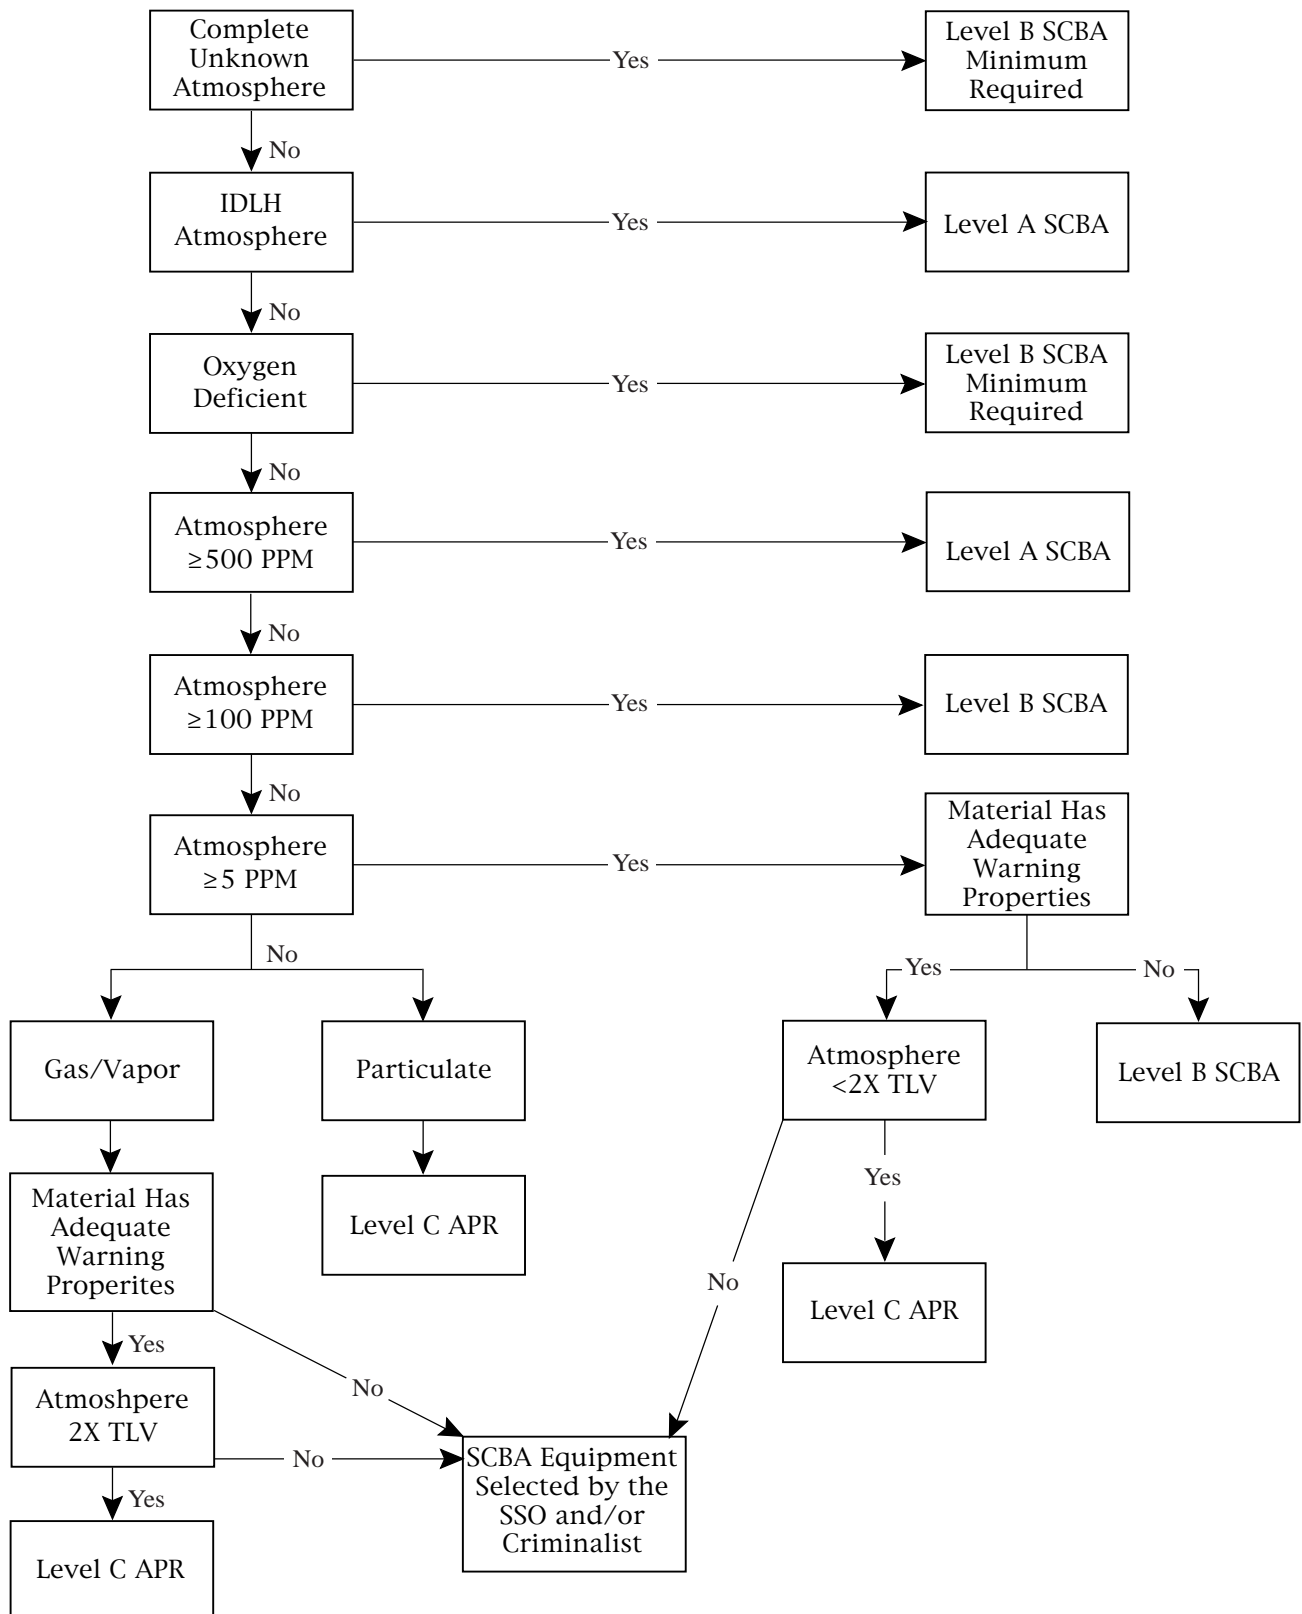 Complete
Unknown
Atmosphere
Yes
Level B SCBA
Minimum
Required
No
IDLH
Atmosphere
Yes
Level A SCBA
No
Oxygen
Deficient
Yes
Level B SCBA
Minimum
Required
No
Atmosphere
≥500 PPM
Yes
Level A SCBA
No
Atmosphere
≥100 PPM
Yes
Level B SCBA
No
Atmosphere
≥5 PPM
Yes
Material Has
Adequate
Warning
Properties
No
Yes
No
Gas/Vapor
Particulate
Atmosphere
<2X TLV
Level B SCBA
Material Has
Adequate
Warning
Properites
Level C APR
Yes
No
Level C APR
Yes
No
Atmoshpere
2X TLV
No
SCBA Equipment
Selected by the
SSO and/or
Criminalist
Yes
Level C APR